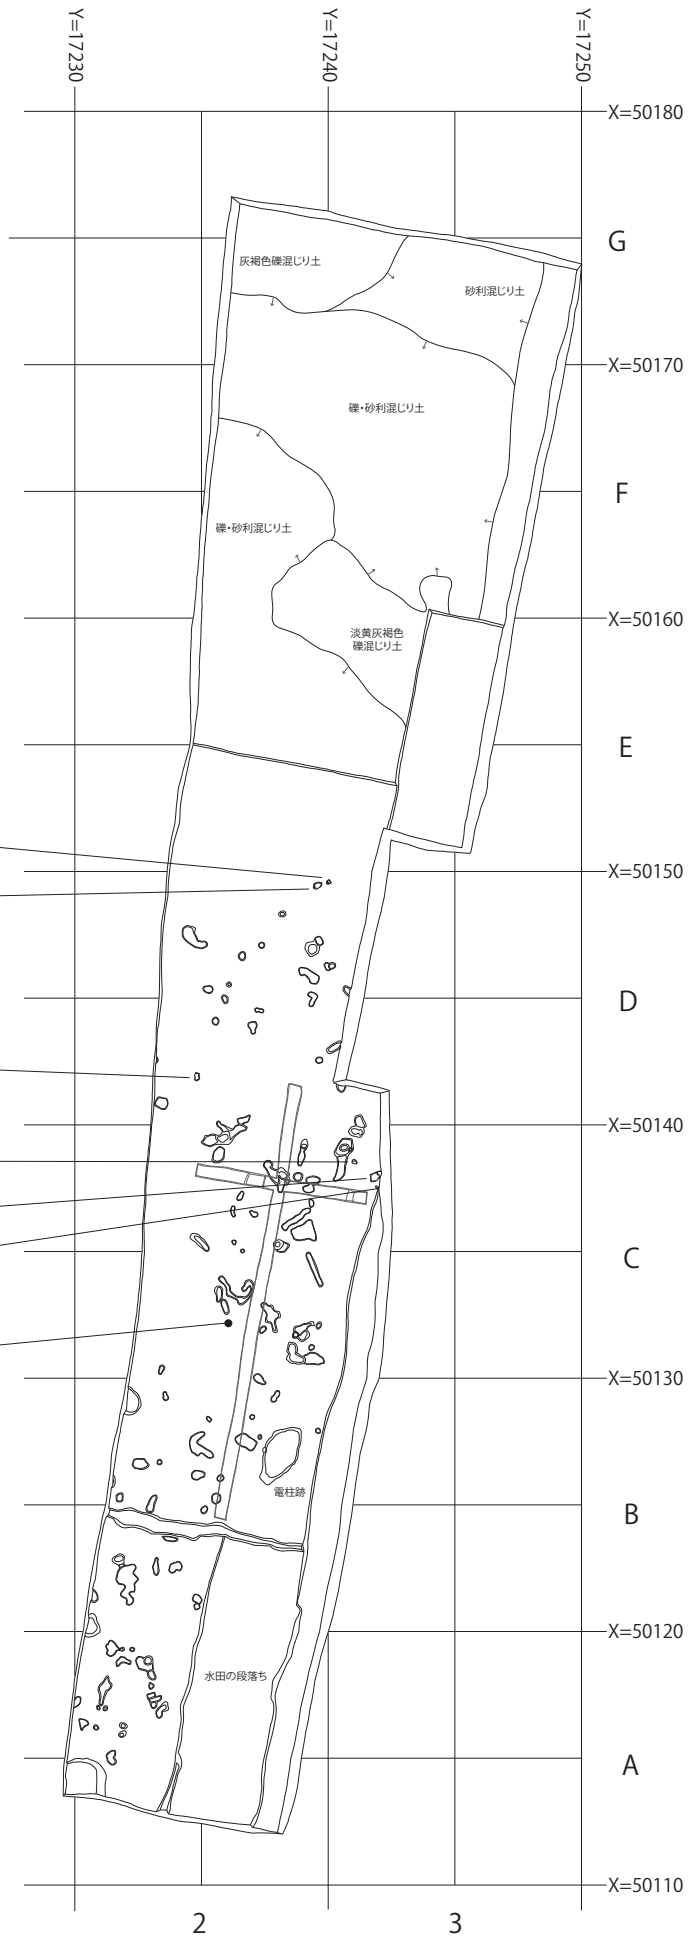 Y=17230
Y=17240
Y=17250
X=50180
G
灰褐色礫混じり土
砂利混じり土
X=50170
礫・砂利混じり土
F
礫・砂利混じり土
X=50160
淡黄灰褐色
礫混じり土
E
X=50150
D
X=50140
C
X=50130
電柱跡
B
X=50120
水田の段落ち
A
X=50110
2
3